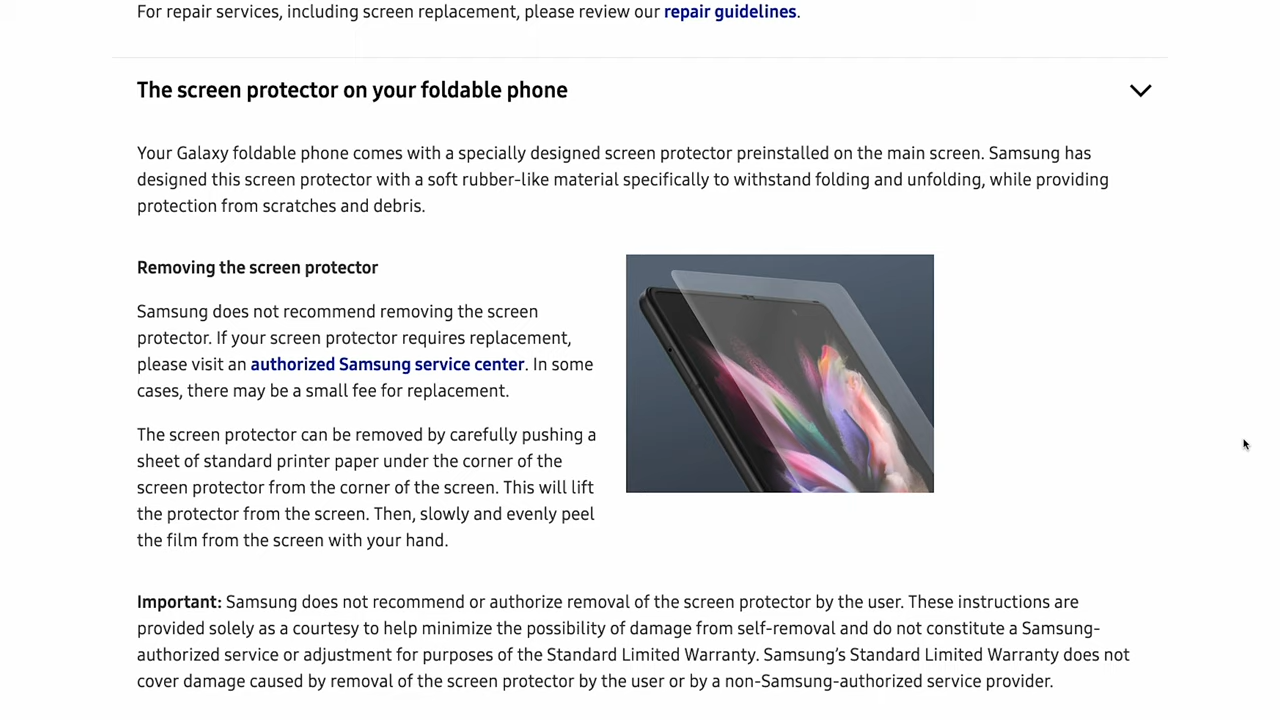 For repair services, including screen replacement, please review our repair guidelines.
The screen protector on your foldable phone
Your Galaxy foldable phone comes with a specially designed screen protector preinstalled on the main screen. Samsung has
designed this screen protector with a soft rubber-like material specifically to withstand folding and unfolding, while providing
protection from scratches and debris.
Removing the screen protector
Samsung does not recommend removing the screen
protector. If your screen protector requires replacement,
please visit an authorized Samsung service center. In some
cases, there may be a small fee for replacement.
The screen protector can be removed by carefully pushing a
sheet of standard printer paper under the corner of the
screen protector from the corner of the screen. This will lift
the protector from the screen. Then, slowly and evenly peel
the film from the screen with your hand.
Important: Samsung does not recommend or authorize removal of the screen protector by the user. These instructions are
provided solely as a courtesy to help minimize the possibility of damage from self-removal and do not constitute a Samsung-
authorized service or adjustment for purposes of the Standard Limited Warranty. Samsung's Standard Limited Warranty does not
cover damage caused by removal of the screen protector by the user or by a non-Samsung-authorized service provider.